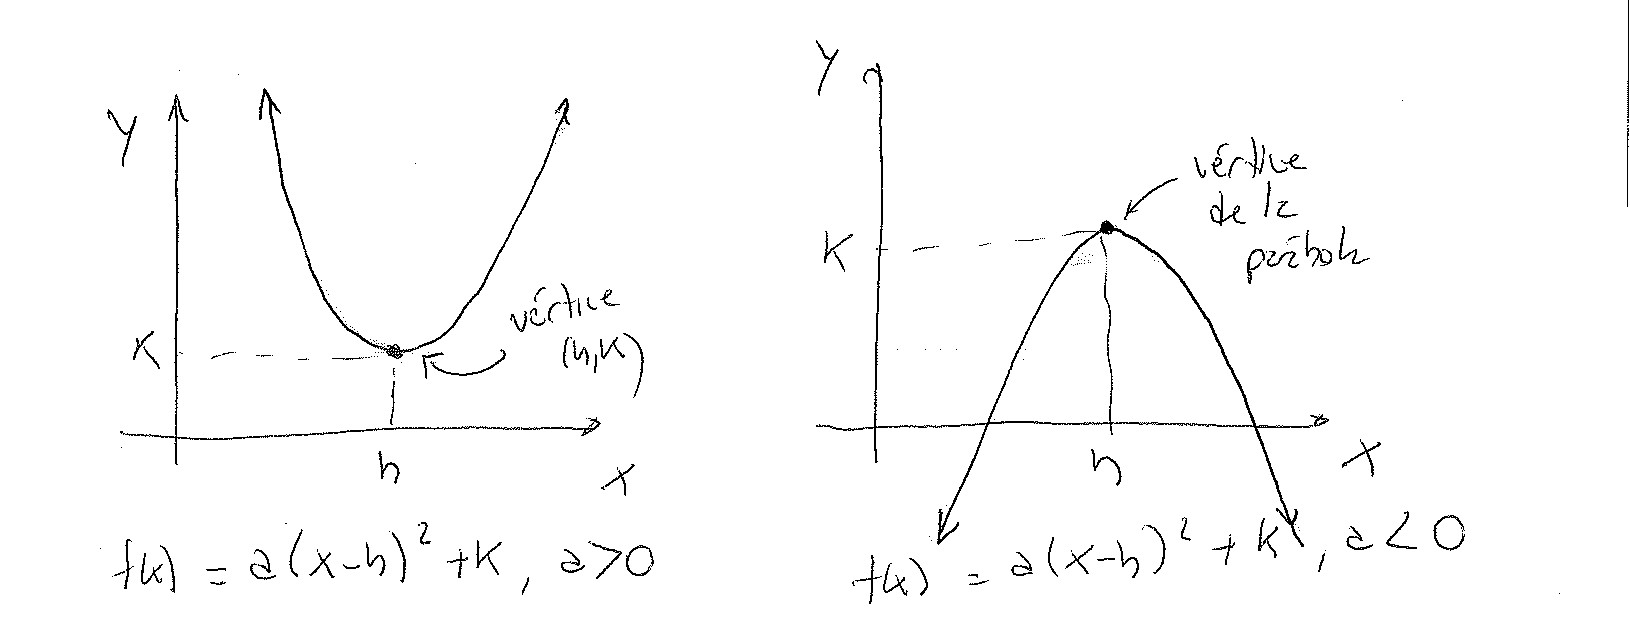 y
K
vértice
(h,K)
h
x
f(x) = a(x-h)² + K, a>0
y
K
vértice
de la
parábola
h
x
f(x) = a(x-h)² + K, a<0